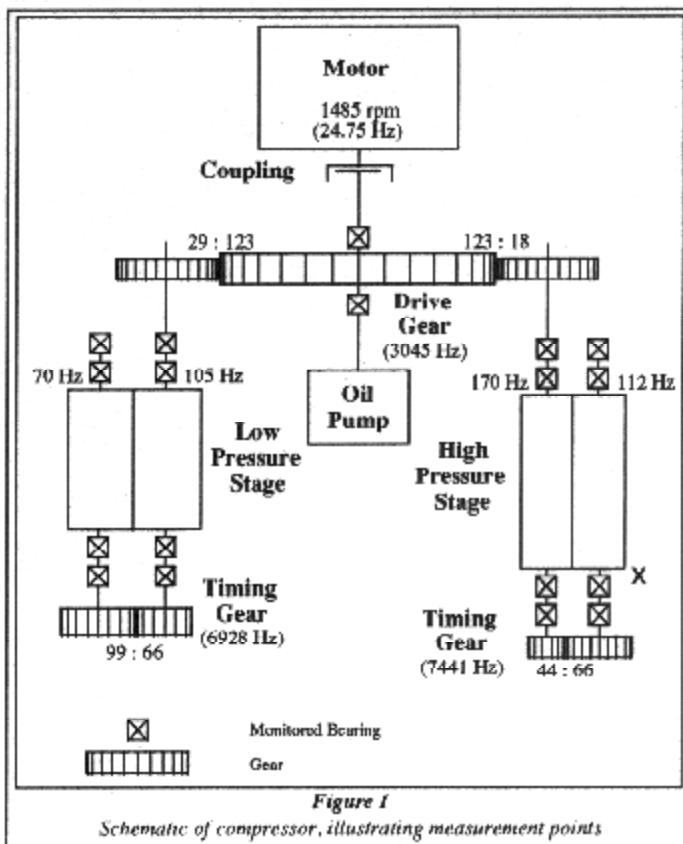 Motor
1485 rpm
(24.75 Hz)
Coupling
29 : 123
123 : 18
Drive
Gear
(3045 Hz)
70 Hz
105 Hz
170 Hz
112 Hz
Oil
Pump
Low
Pressure
Stage
High
Pressure
Stage
X
Timing
Gear
(6928 Hz)
99 : 66
Timing
Gear
(7441 Hz)
44 : 66
Monitored Bearing
Gear
Figure 1
Schematic of compressor, illustrating measurement points